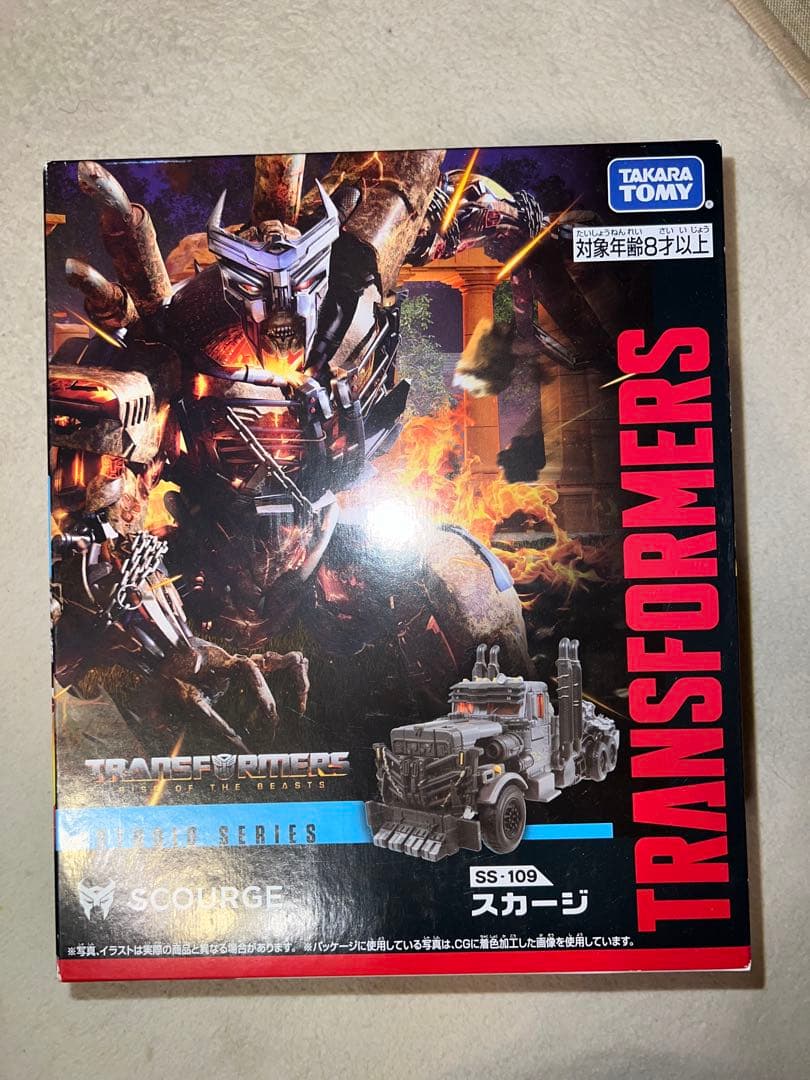 TAKARA
TOMY
®
たいしょうねんれい さい いじょう
対象年齢8才以上
TRANSFORMERS
TRANSFORMERS
RISE OF THE BEASTS
STUDIO SERIES
SCOURGE
SS-109
スカージ
※写真、イラストは実際の商品と異なる場合があります。 ※パッケージに使用している写真は、CGに着色加工した画像を使用しています。